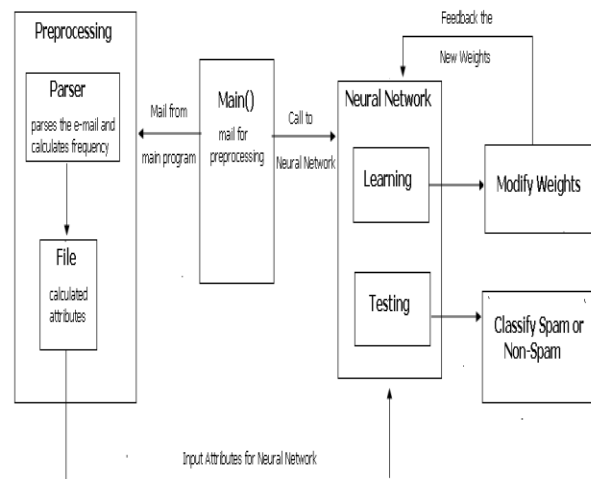 Preprocessing
Parser
parses the e-mail and
calculates frequency
File
calculated
attributes
Mail from
main program
Main()
mail for
preprocessing
Call to
Neural Network
Feedback the
New Weights
Neural Network
Learning
Testing
Modify Weights
Classify Spam or
Non-Spam
Input Attributes for Neural Network